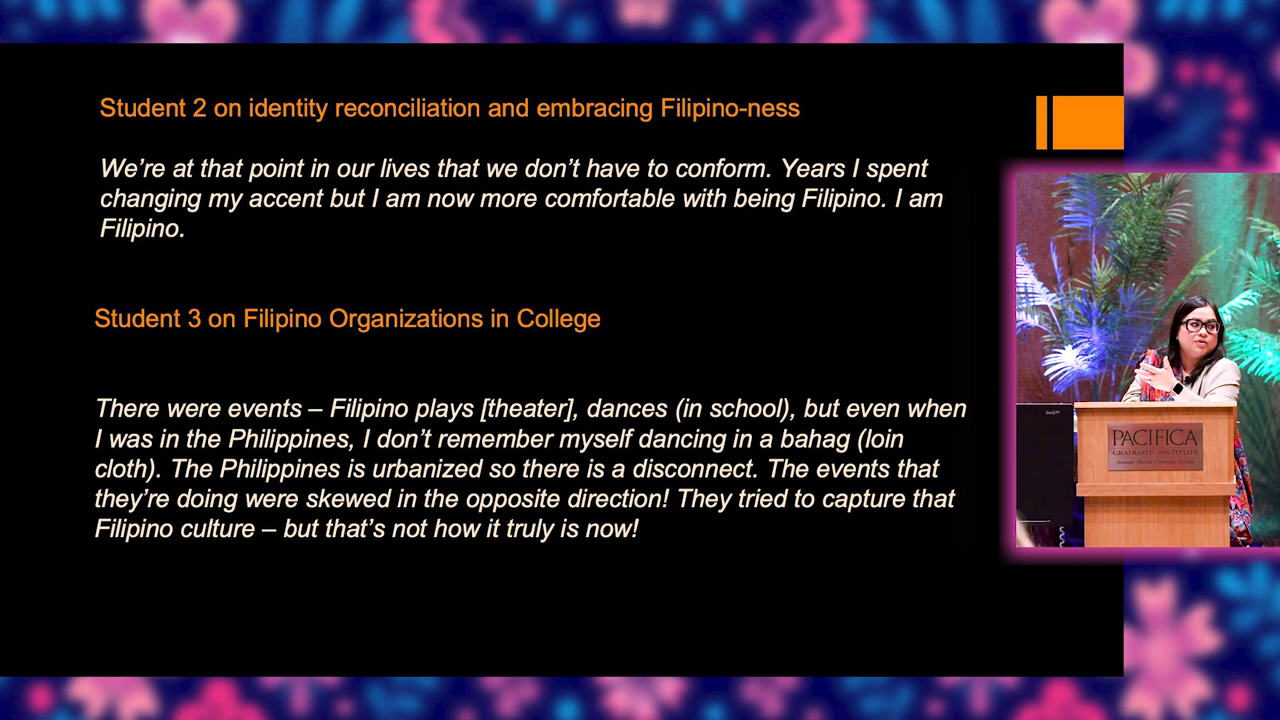 Student 2 on identity reconciliation and embracing Filipino-ness
We’re at that point in our lives that we don’t have to conform. Years I spent
changing my accent but I am now more comfortable with being Filipino. I am
Filipino.
Student 3 on Filipino Organizations in College
There were events – Filipino plays [theater], dances (in school), but even when
I was in the Philippines, I don’t remember myself dancing in a bahag (loin
cloth). The Philippines is urbanized so there is a disconnect. The events that
they’re doing were skewed in the opposite direction! They tried to capture that
Filipino culture – but that’s not how it truly is now!
PACIFICA
GRADUATE INSTITUTE